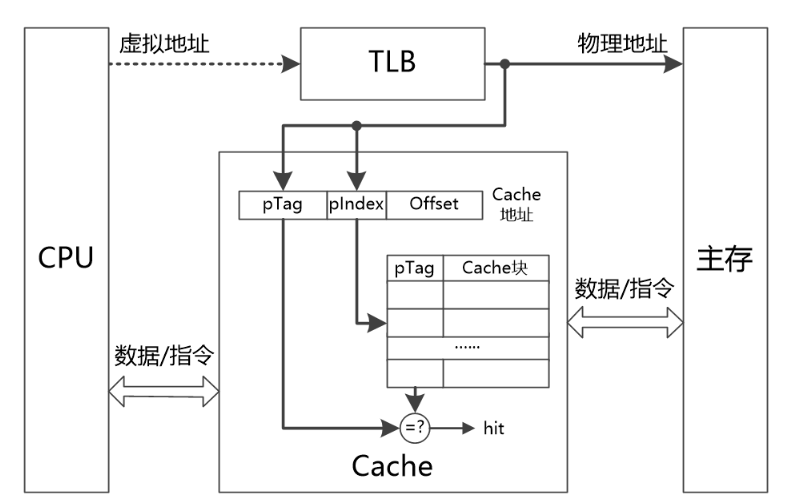 虚拟地址
TLB
物理地址
pTag
pIndex
Offset
Cache
地址
CPU
pTag
Cache块
主存
数据/指令
......
数据/指令
=?
hit
Cache